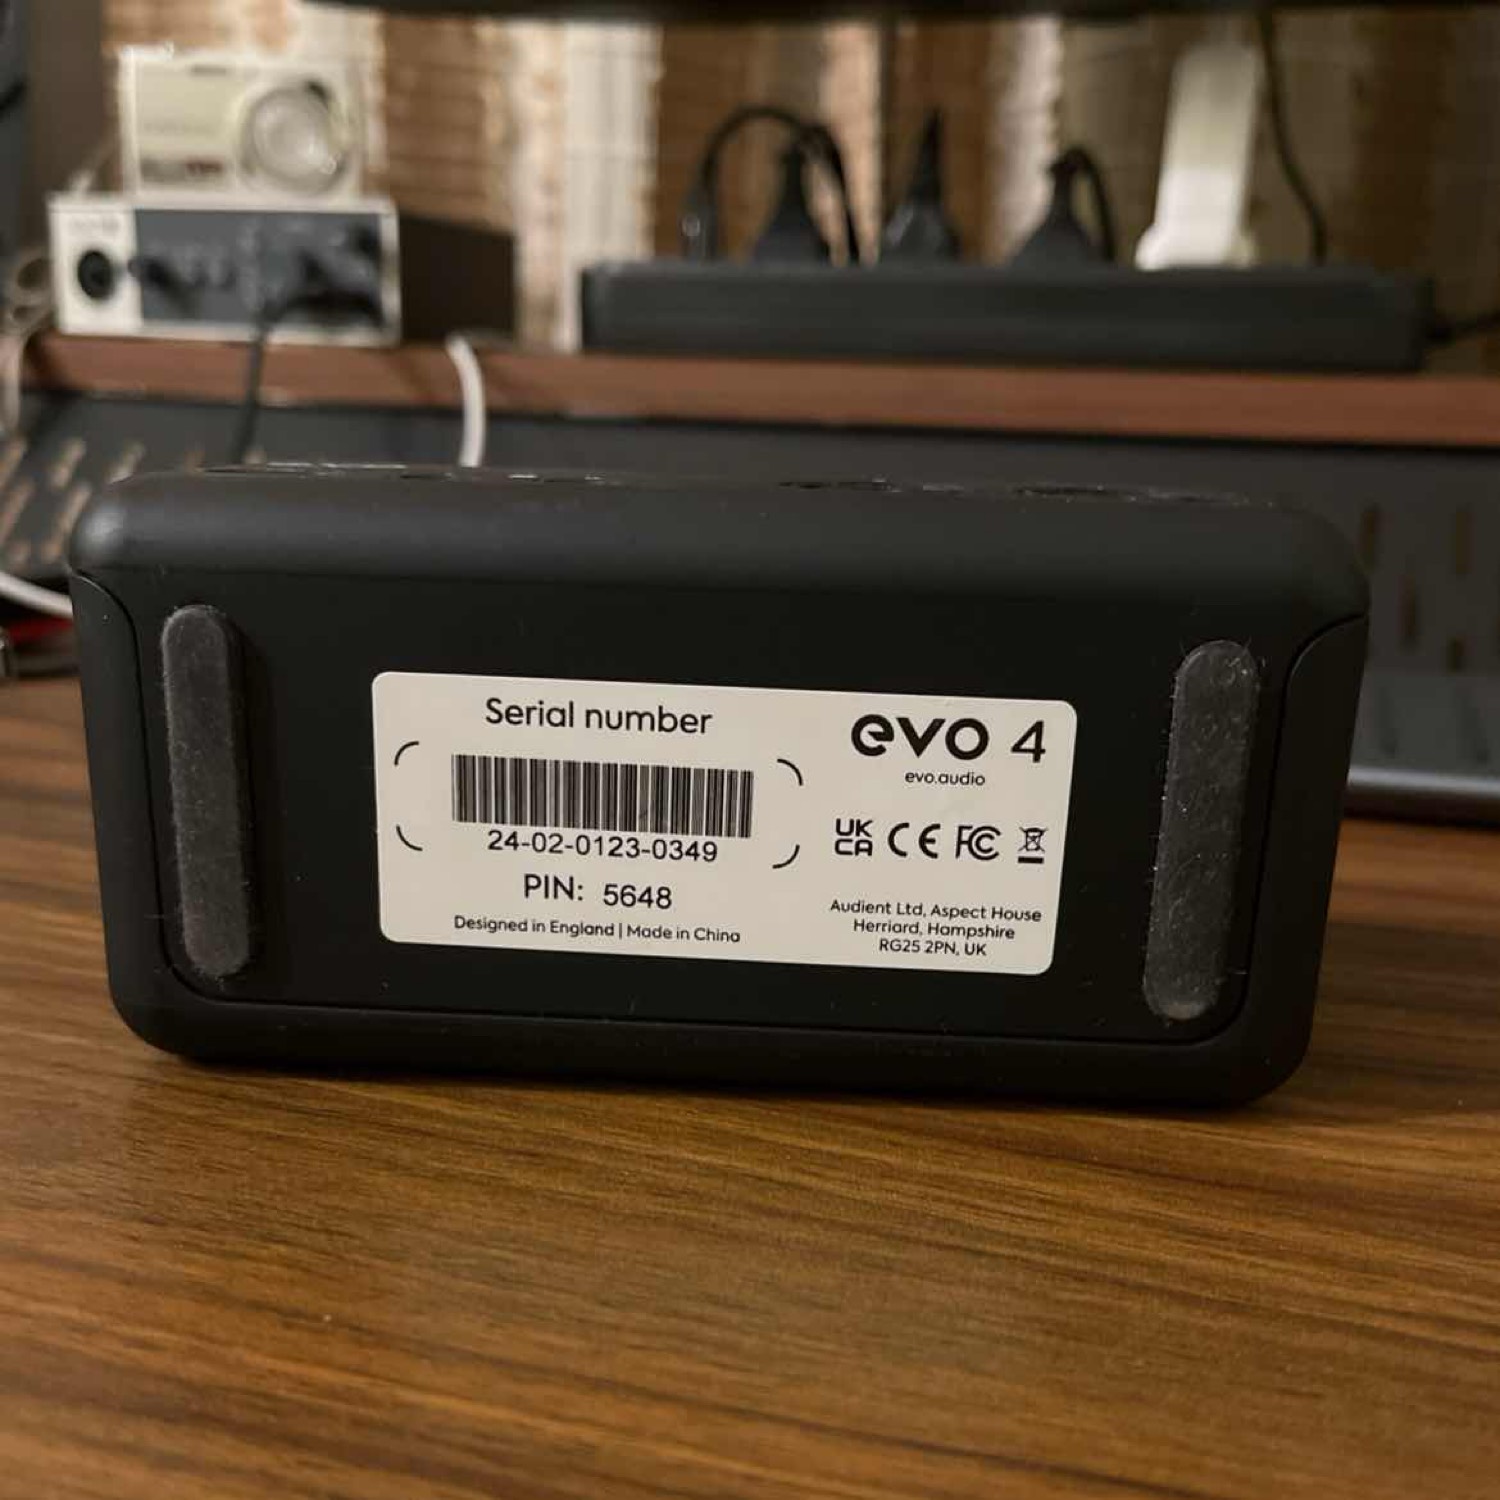 Serial number
24-02-0123-0349
PIN: 5648
Designed in England | Made in China
evo 4
evo.audio
UK
CA CE FC
Audient Ltd, Aspect House
Herriard, Hampshire
RG25 2PN, UK